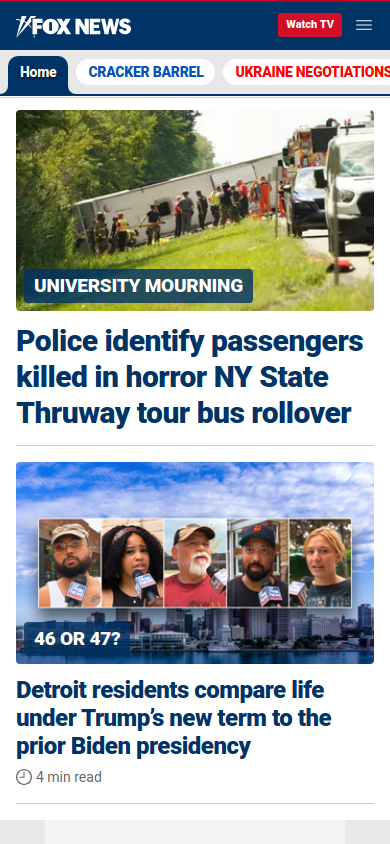 FOX NEWS
Watch TV
Home
CRACKER BARREL
UKRAINE NEGOTIATIONS
UNIVERSITY MOURNING
Police identify passengers
killed in horror NY State
Thruway tour bus rollover
46 OR 47?
Detroit residents compare life
under Trump’s new term to the
prior Biden presidency
4 min read